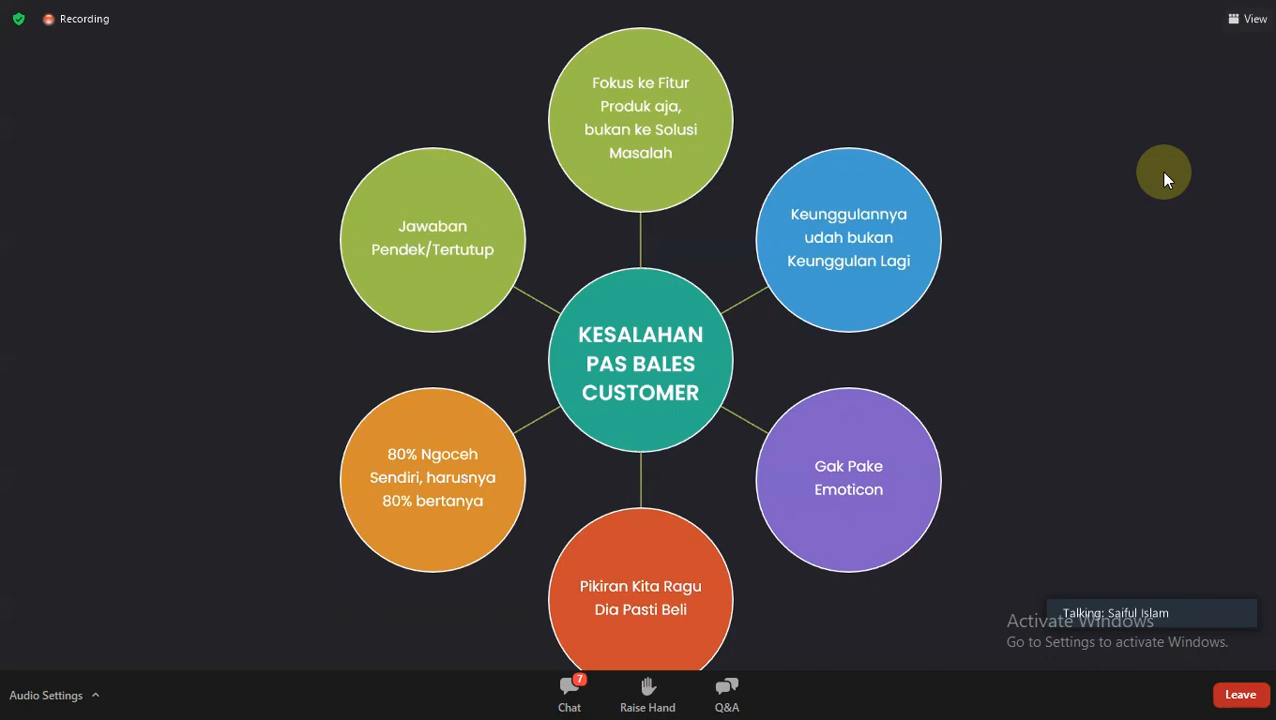 Recording
View
Fokus ke Fitur
Produk aja,
bukan ke Solusi
Masalah
Jawaban
Pendek/Tertutup
Keunggulannya
udah bukan
Keunggulan Lagi
KESALAHAN
PAS BALES
CUSTOMER
80% Ngoceh
Sendiri, harusnya
80% bertanya
Gak Pake
Emoticon
Pikiran Kita Ragu
Dia Pasti Beli
Talking: Saiful Islam
Activate Windows
Go to Settings to activate Windows.
Audio Settings
7
Chat
Raise Hand
Q&A
Leave